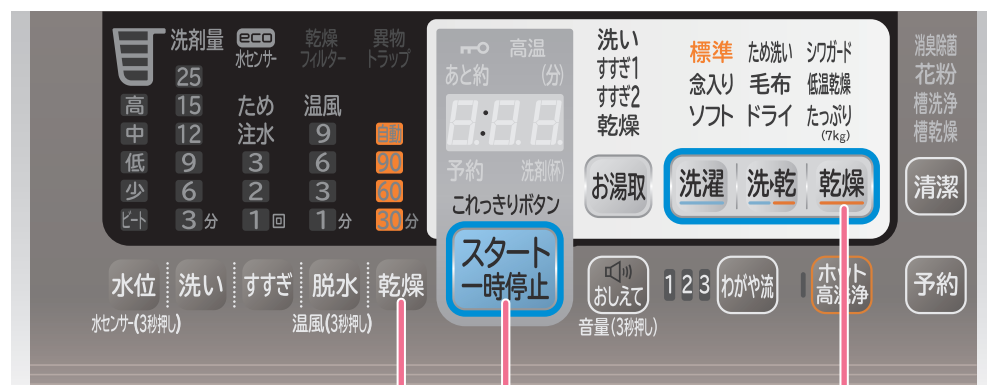 洗剤量 eco 水センサー 乾燥フィルター 異物トラップ
25
高 15 ため 温風
中 12 注水 9 自動
低 9 3 6 90
少 6 2 3 60
ビート 3分 1回 1分 30分
高温
あと約 (分)
8:8.8
予約 洗剤(杯)
これっきりボタン
スタート
一時停止
洗い
すすぎ1
すすぎ2
乾燥
標準 ため洗い シワガード
念入り 毛布 低温乾燥
ソフト ドライ たっぷり
(7kg)
お湯取 洗濯 洗▸乾 乾燥
消臭除菌
花粉
槽洗浄
槽乾燥
清潔
水位 洗い すすぎ 脱水 乾燥
水センサー(3秒押し) 温風(3秒押し)
おしえて 1 2 3 わがや流 ホット高洗浄 予約
音量(3秒押し)